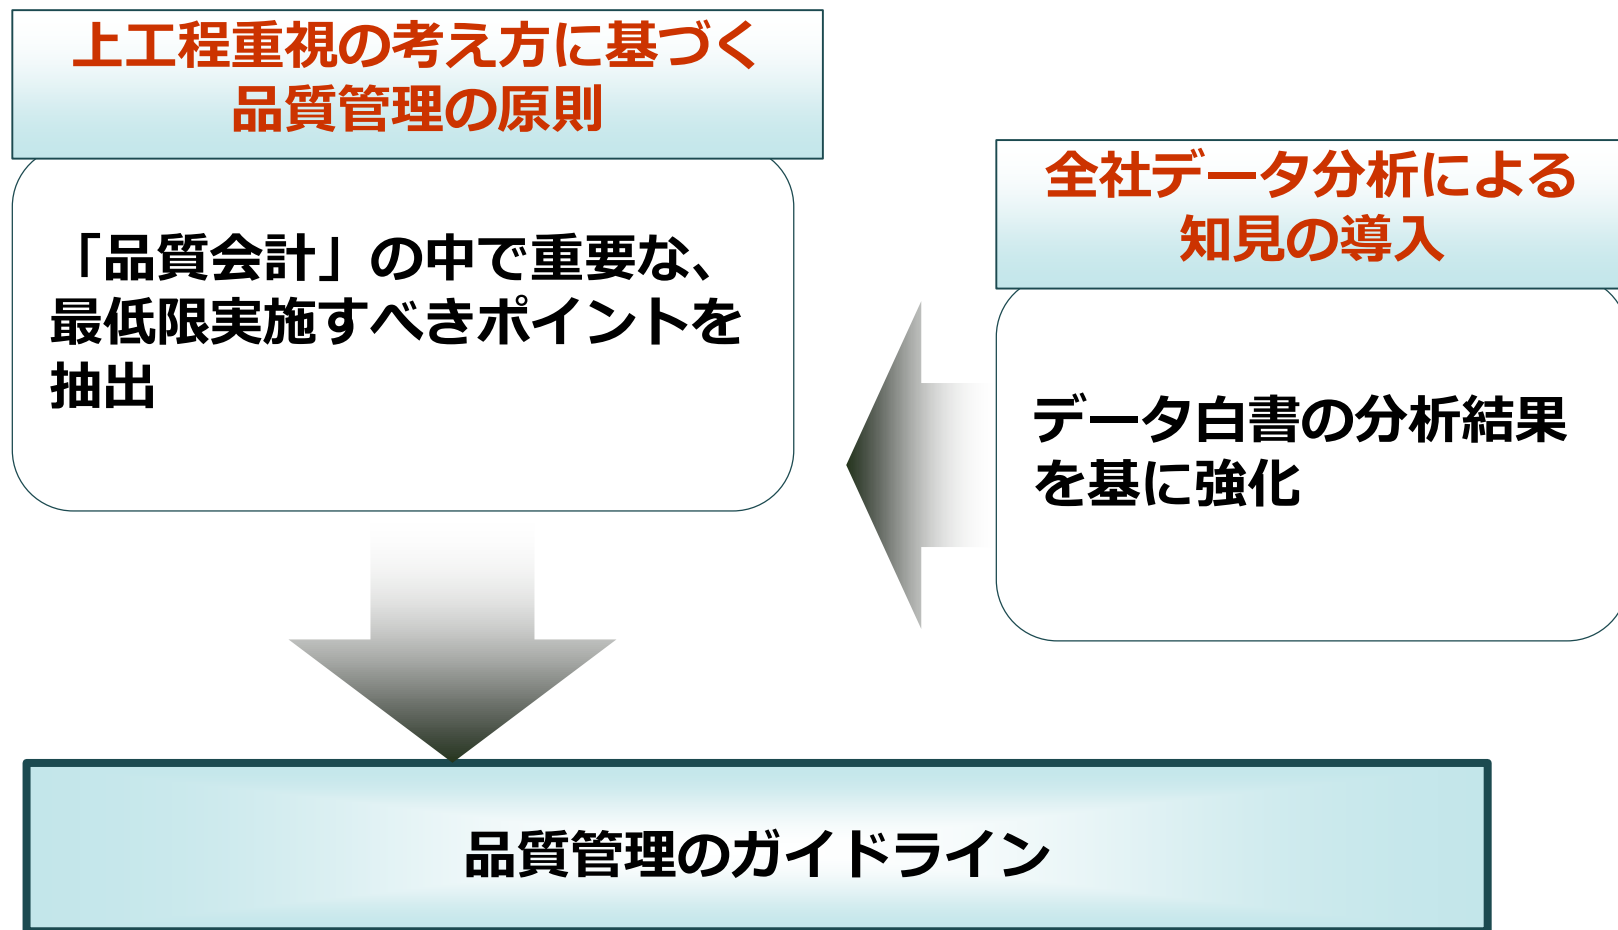 上工程重視の考え方に基づく
品質管理の原則
「品質会計」の中で重要な、
最低限実施すべきポイントを
抽出
全社データ分析による
知見の導入
データ白書の分析結果
を基に強化
品質管理のガイドライン